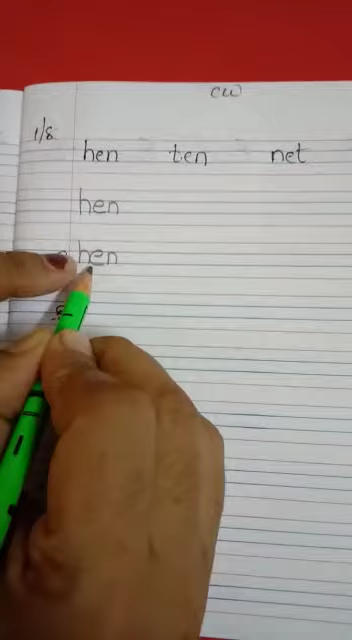 cw
1/8
hen ten net
hen
hen